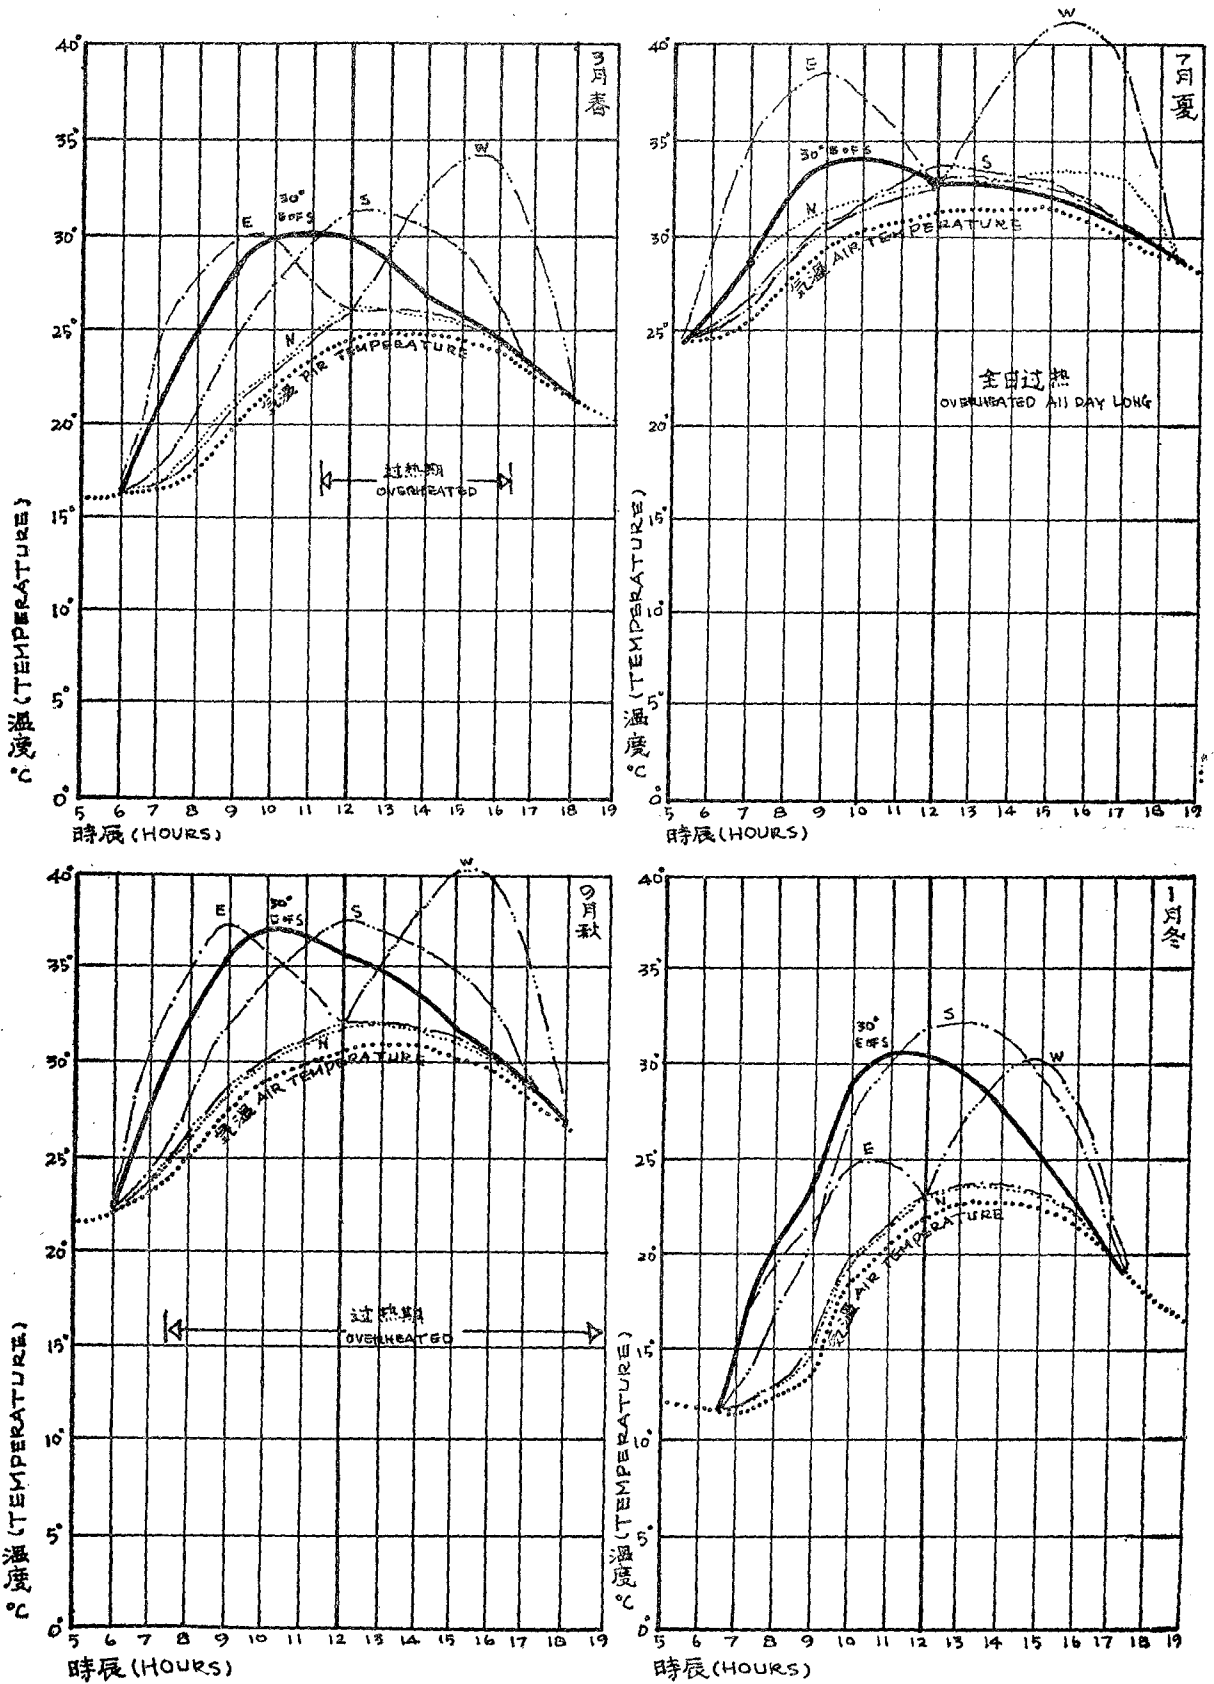 3月春
40°
35°
30°
25°
20°
15°
10°
5°
0°
°C 温度 (TEMPERATURE)
E
30°
E OF S
S
W
N
気温 AIR TEMPERATURE
过热期
OVERHEATED
5 6 7 8 9 10 11 12 13 14 15 16 17 18 19
時辰 (HOURS)
7月夏
40°
35°
30°
25°
20°
15°
10°
5°
0°
°C 温度 (TEMPERATURE)
E
30° E OF S
S
W
N
気温 AIR TEMPERATURE
全日过热
OVERHEATED All DAY LONG
5 6 7 8 9 10 11 12 13 14 15 16 17 18 19
時辰 (HOURS)
9月秋
40°
35°
30°
25°
20°
15°
10°
5°
0°
°C 温度 (TEMPERATURE)
E
30°
E OF S
S
W
N
気温 AIR TEMPERATURE
过热期
OVERHEATED
5 6 7 8 9 10 11 12 13 14 15 16 17 18 19
時辰 (HOURS)
1月冬
40°
35°
30°
25°
20°
15°
10°
5°
0°
°C 温度 (TEMPERATURE)
30°
E OF S
S
W
E
N
気温 AIR TEMPERATURE
5 6 7 8 9 10 11 12 13 14 15 16 17 18 19
時辰 (HOURS)